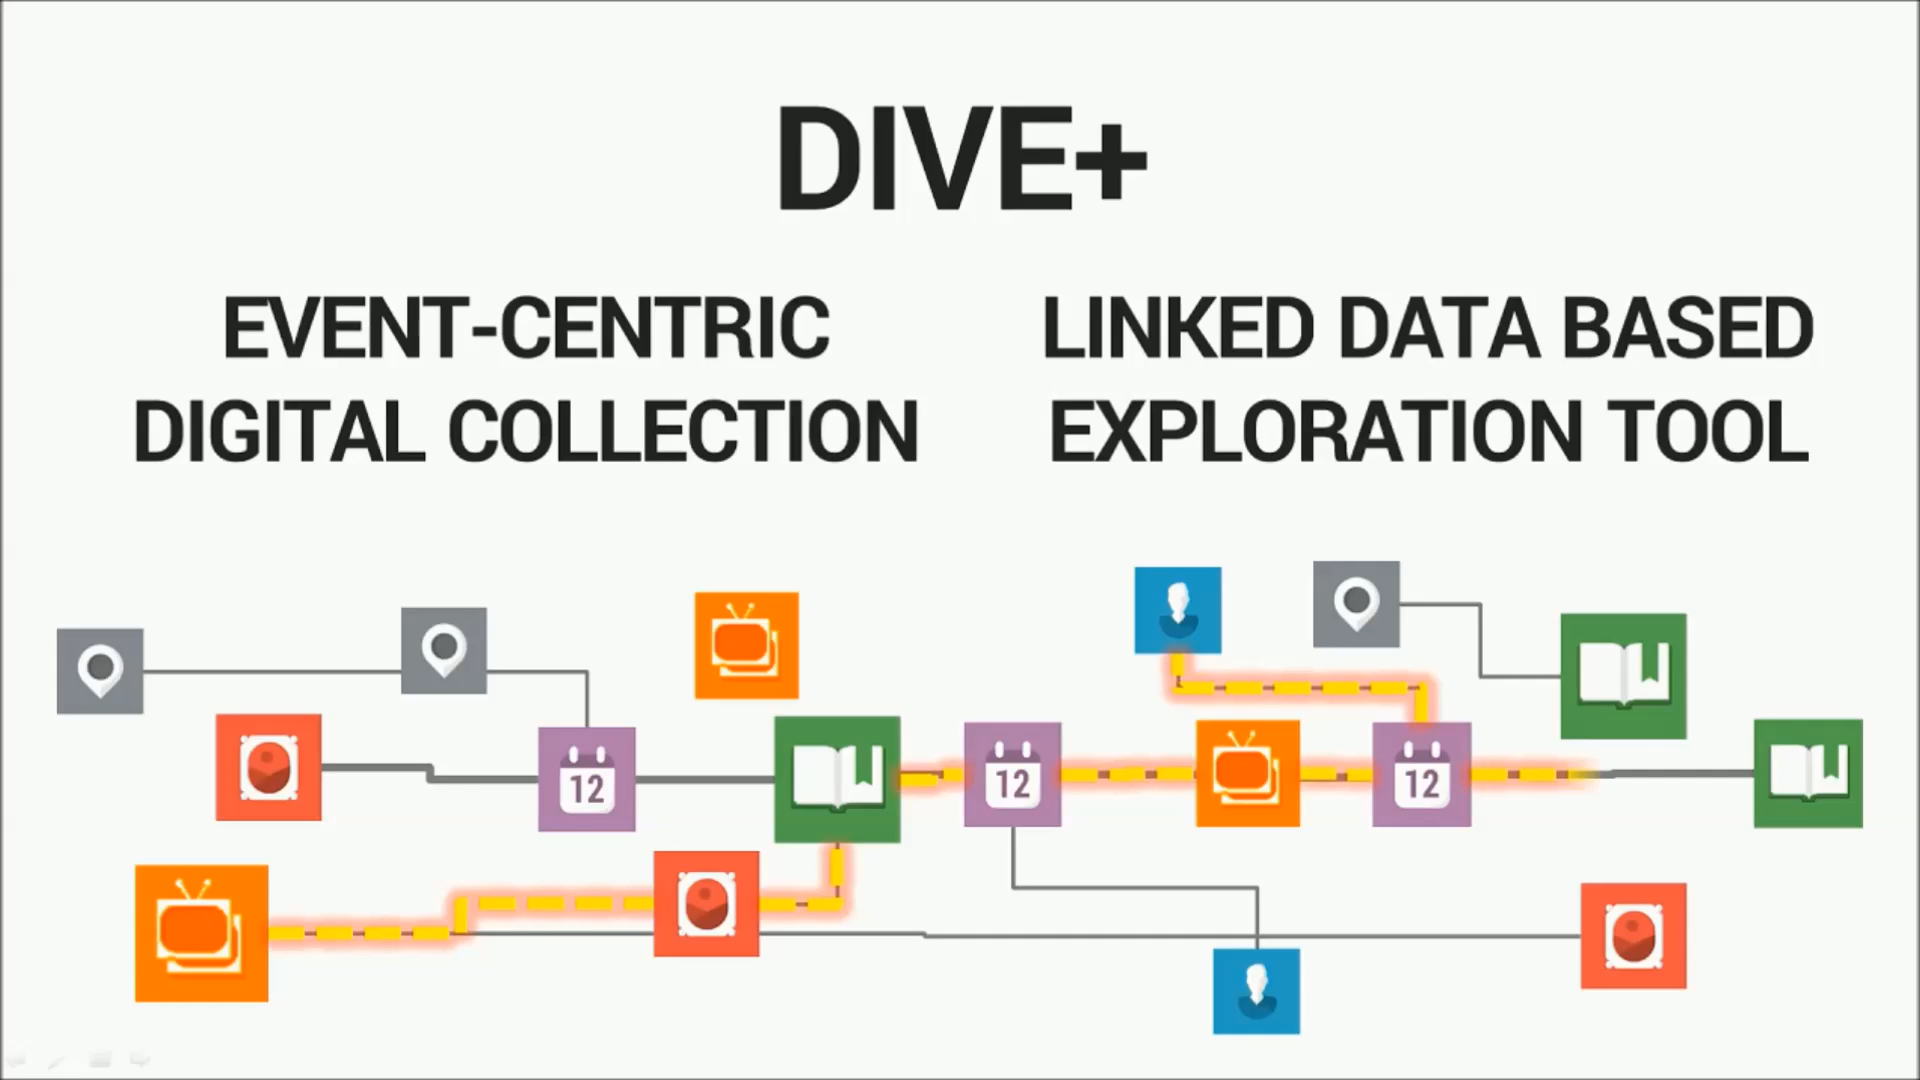 DIVE+
EVENT-CENTRIC
DIGITAL COLLECTION
LINKED DATA BASED
EXPLORATION TOOL
12
12
12